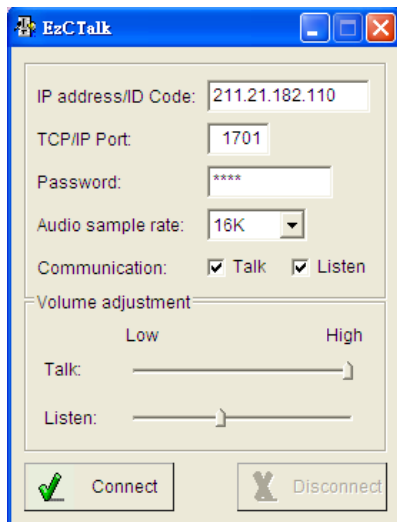 EzCTalk
IP address/ID Code: 211.21.182.110
TCP/IP Port: 1701
Password: ****
Audio sample rate: 16K
Communication: Talk Listen
Volume adjustment
Low High
Talk:
Listen:
Connect Disconnect